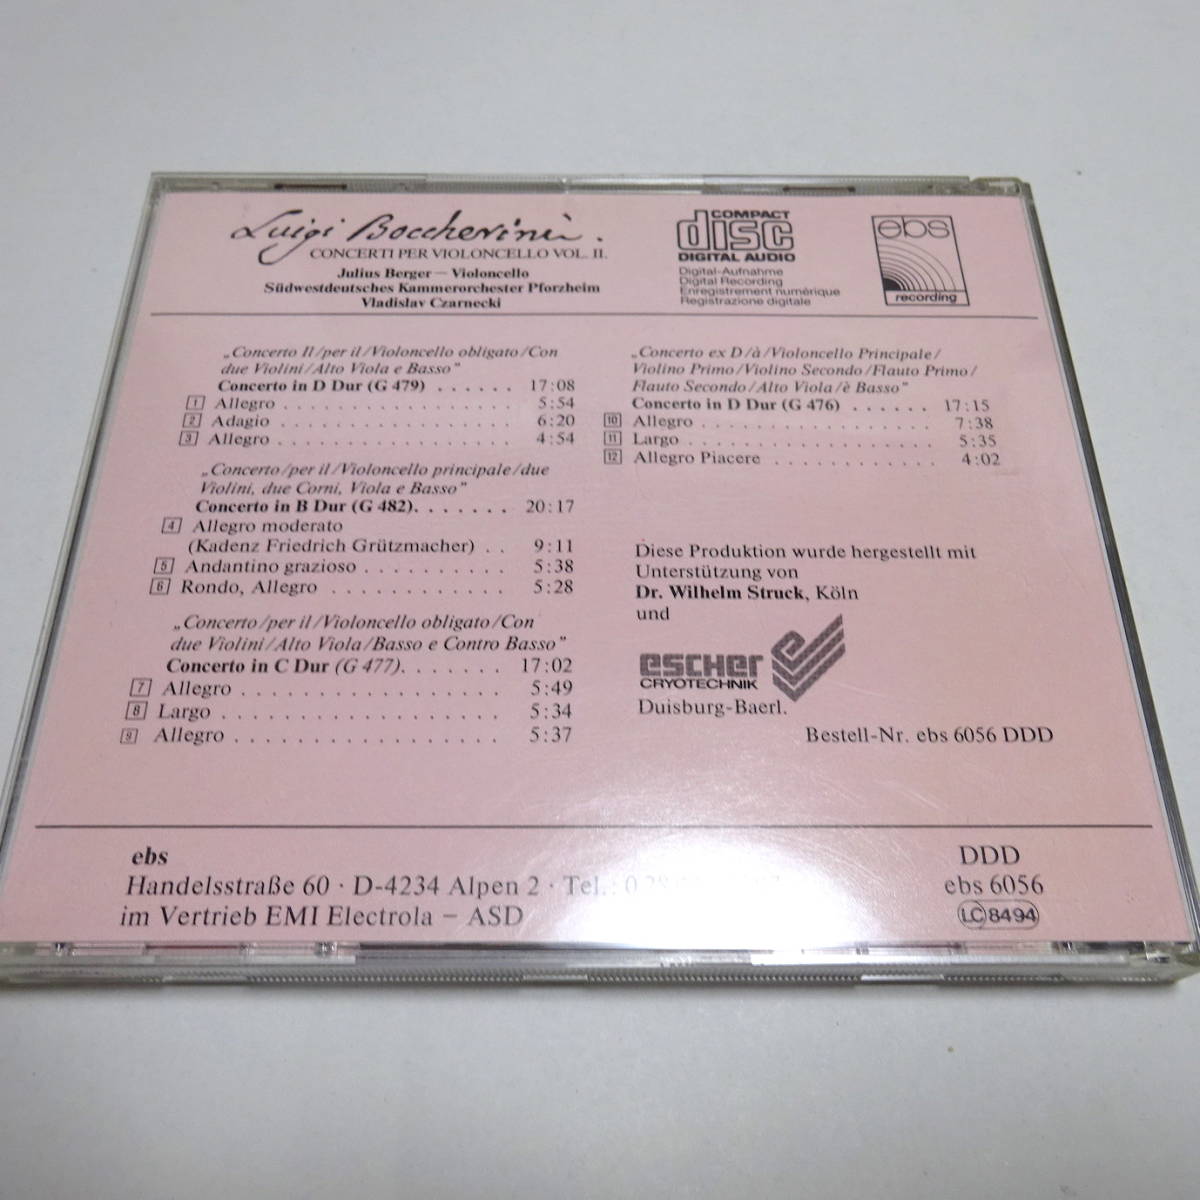 Luigi Boccherini.
CONCERTI PER VIOLONCELLO VOL. II.
Julius Berger – Violoncello
Südwestdeutsches Kammerorchester Pforzheim
Vladislav Czarnecki
COMPACT
disc
DIGITAL AUDIO
Digital-Aufnahme
Digital Recording
Enregistrement numérique
Registrazione digitale
ebs
recording
„Concerto II/per il/Violoncello obligato/Con
due Violini/Alto Viola e Basso"
Concerto in D Dur (G 479) . . . . . . 17:08
1 Allegro . . . . . . . . . . . . . . . . 5:54
2 Adagio . . . . . . . . . . . . . . . . 6:20
3 Allegro . . . . . . . . . . . . . . . . 4:54
„Concerto/per il/Violoncello principale/due
Violini, due Corni, Viola e Basso"
Concerto in B Dur (G 482). . . . . . . 20:17
4 Allegro moderato
(Kadenz Friedrich Grützmacher) . . 9:11
5 Andantino grazioso . . . . . . . . . . 5:38
6 Rondo, Allegro . . . . . . . . . . . . 5:28
„Concerto/per il/Violoncello obligato/Con
due Violini/Alto Viola/Basso e Contro Basso"
Concerto in C Dur (G 477). . . . . . . 17:02
7 Allegro . . . . . . . . . . . . . . . . 5:49
8 Largo . . . . . . . . . . . . . . . . . 5:34
9 Allegro . . . . . . . . . . . . . . . . 5:37
„Concerto ex D/à/Violoncello Principale/
Violino Primo/Violino Secondo/Flauto Primo/
Flauto Secondo/Alto Viola/è Basso"
Concerto in D Dur (G 476) . . . . . . 17:15
10 Allegro . . . . . . . . . . . . . . . . 7:38
11 Largo . . . . . . . . . . . . . . . . . 5:35
12 Allegro Piacere . . . . . . . . . . . . 4:02
Diese Produktion wurde hergestellt mit
Unterstützung von
Dr. Wilhelm Struck, Köln
und
escher
CRYOTECHNIK
Duisburg-Baerl.
Bestell-Nr. ebs 6056 DDD
ebs
Handelsstraße 60 · D-4234 Alpen 2 · Tel.:
im Vertrieb EMI Electrola – ASD
DDD
ebs 6056
LC 8494